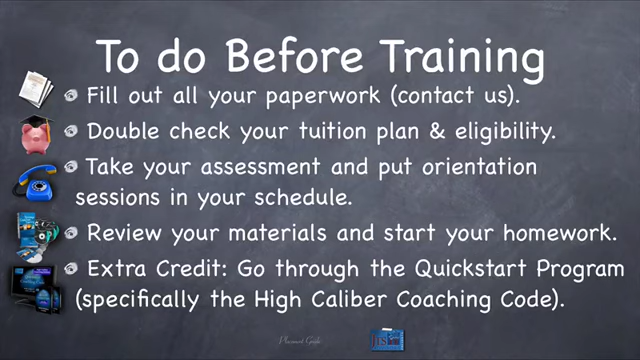 To do Before Training
Fill out all your paperwork (contact us).
Double check your tuition plan & eligibility.
Take your assessment and put orientation
sessions in your schedule.
Review your materials and start your homework.
Extra Credit: Go through the Quickstart Program
(specifically the High Caliber Coaching Code).